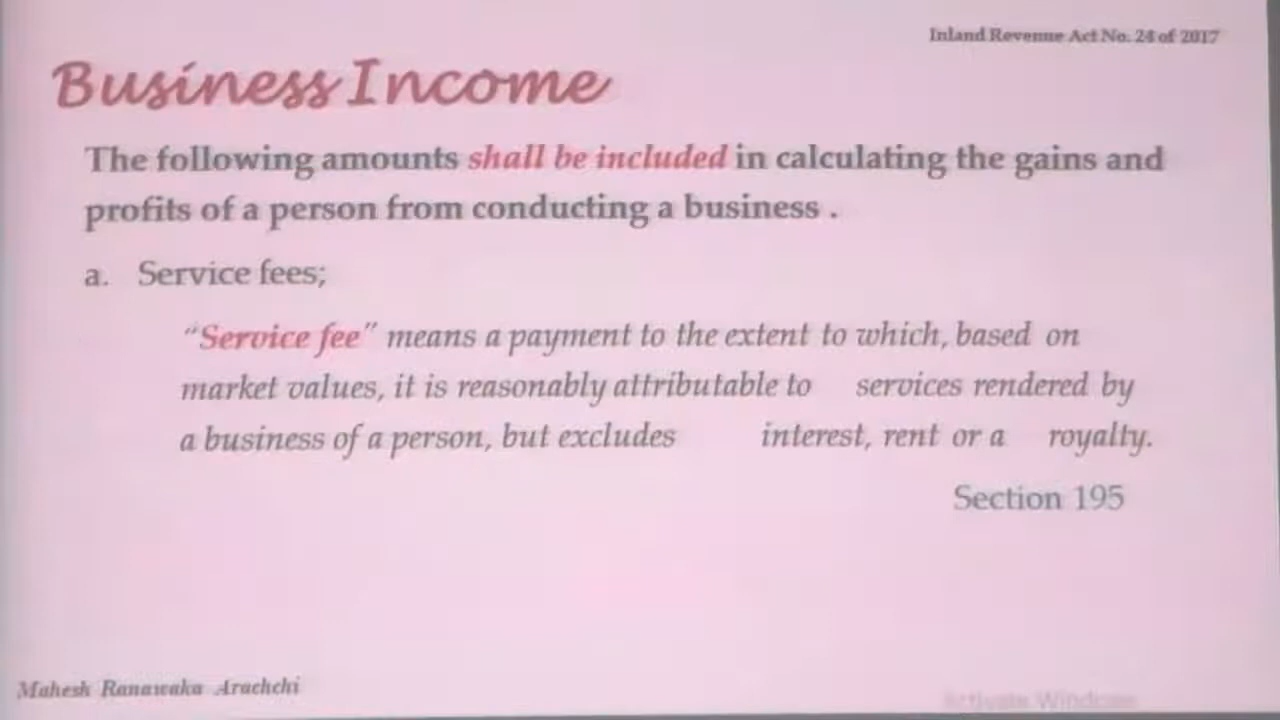 Inland Revenue Act No. 24 of 2017
Business Income
The following amounts shall be included in calculating the gains and
profits of a person from conducting a business .
a. Service fees;
“Service fee” means a payment to the extent to which, based on
market values, it is reasonably attributable to services rendered by
a business of a person, but excludes interest, rent or a royalty.
Section 195
Mahesh Ranawaka Arachchi
Activate Windows